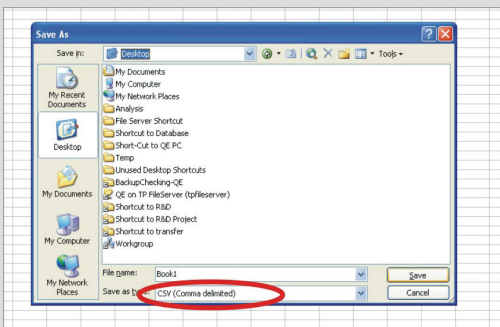 Save As
Save in:
Desktop
Tools
My Recent
Documents
Desktop
My Documents
My Computer
My Network
Places
My Documents
My Computer
My Network Places
Analysis
File Server Shortcut
Shortcut to Database
Short-Cut to QE PC
Temp
Unused Desktop Shortcuts
BackupChecking-QE
QE on TP FileServer (tpfileserver)
Shortcut to R&D
Shortcut to R&D Project
Shortcut to transfer
Workgroup
File name:
Book1
Save
Save as type:
CSV (Comma delimited)
Cancel